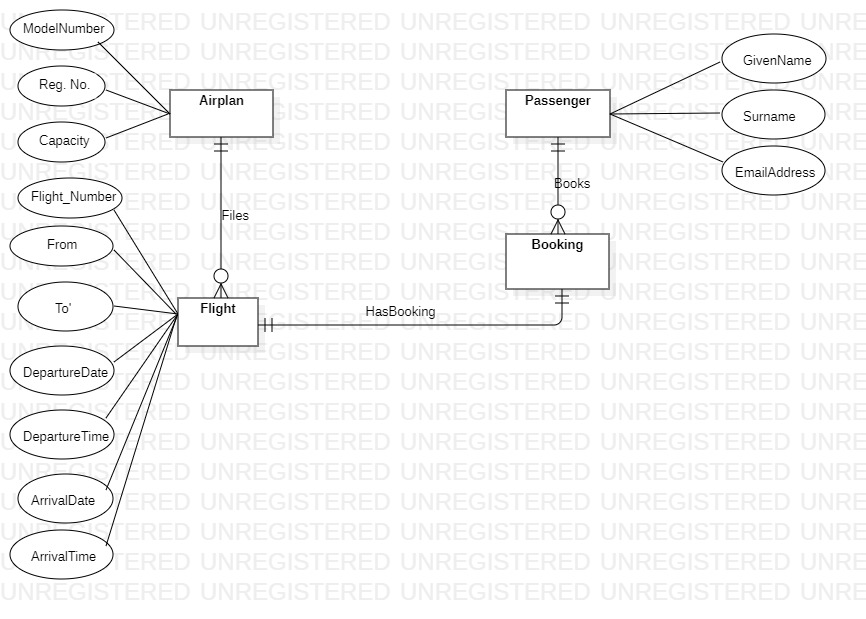 ModelNumber
Reg. No.
Capacity
Airplan
Passenger
GivenName
Surname
EmailAddress
Flight_Number
From
To'
DepartureDate
DepartureTime
ArrivalDate
ArrivalTime
Files
Books
Booking
Flight
HasBooking
UNREGISTERED UNREGISTERED UNREGISTERED UNREGISTERED UNRE